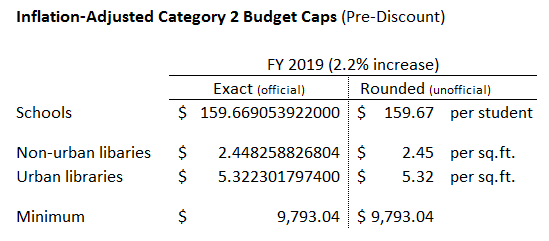 Inflation-Adjusted Category 2 Budget Caps (Pre-Discount)
FY 2019 (2.2% increase)
Exact (official) Rounded (unofficial)
Schools $ 159.669053922000 $ 159.67 per student
Non-urban libaries $ 2.448258826804 $ 2.45 per sq.ft.
Urban libraries $ 5.322301797400 $ 5.32 per sq.ft.
Minimum $ 9,793.04 $ 9,793.04